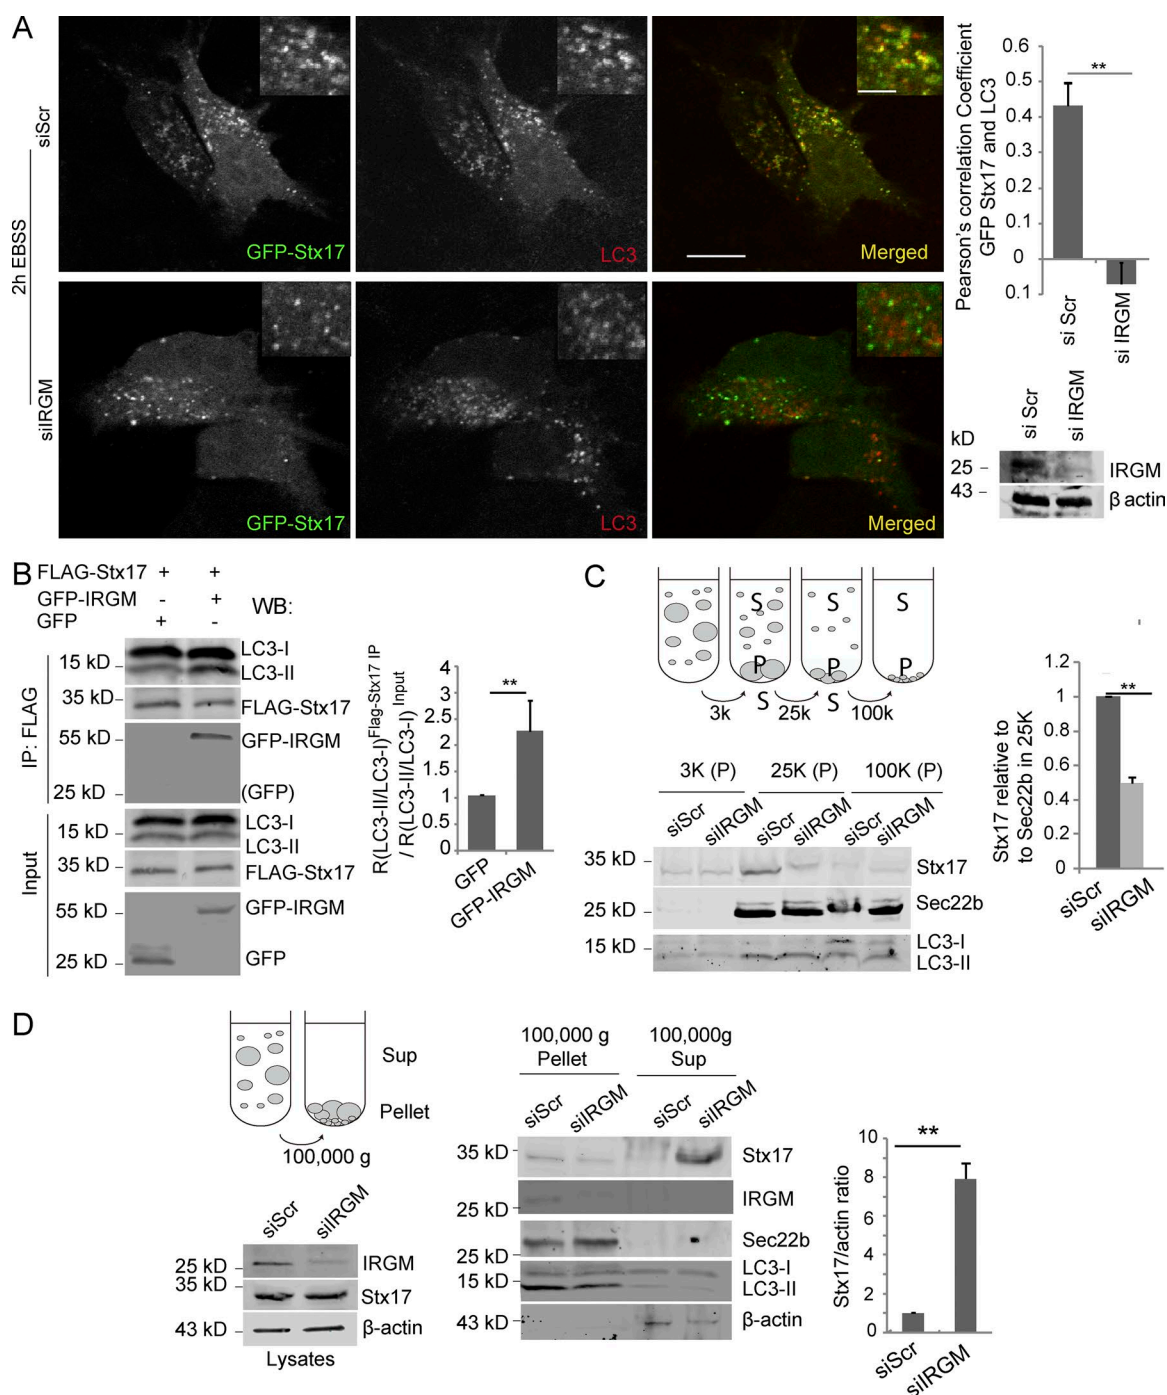 A
2h EBSS
siScr
siIRGM
GFP-Stx17
LC3
Merged
GFP-Stx17
LC3
Merged
Pearson's correlation Coefficient
GFP Stx17 and LC3
0.6
0.5
0.4
0.3
0.2
0.1
0
0.1
**
si Scr
si IRGM
si Scr
si IRGM
kD
25
IRGM
43
β actin
B
FLAG-Stx17 + +
GFP-IRGM - +
GFP + -
WB:
IP: FLAG
LC3-I
15 kD
LC3-II
35 kD
FLAG-Stx17
55 kD
GFP-IRGM
25 kD
(GFP)
Input
LC3-I
15 kD
LC3-II
35 kD
FLAG-Stx17
55 kD
GFP-IRGM
25 kD
GFP
R(LC3-II/LC3-I)Flag-Stx17 IP
/ R(LC3-II/LC3-I)Input
4
3
2
2
1
1
0
**
GFP
GFP-IRGM
C
S S S
P P P
S S
3k 25k 100k
3K (P) 25K (P) 100K (P)
siScr siIRGM siScr siIRGM siScr siIRGM
35 kD
Stx17
25 kD
Sec22b
15 kD
LC3-I
LC3-II
Stx17 relative to
to Sec22b in 25K
1.2
1
0.8
0.6
0.4
0.2
0
**
siScr
siIRGM
D
Sup
Pellet
100,000 g
siScr
siIRGM
25 kD
IRGM
35 kD
Stx17
43 kD
β-actin
Lysates
100,000 g 100,000g
Pellet Sup
siScr siIRGM siScr siIRGM
35 kD
Stx17
IRGM
25 kD
Sec22b
25 kD
LC3-I
15 kD
LC3-II
43 kD
β-actin
Stx17/actin ratio
10
8
6
4
2
0
**
siScr
siIRGM